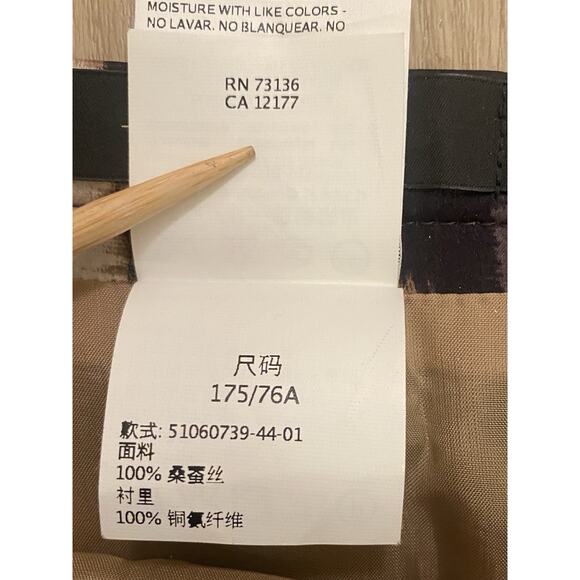 MOISTURE WITH LIKE COLORS -
NO LAVAR. NO BLANQUEAR. NO
RN 73136
CA 12177
尺码
175/76A
款式: 51060739-44-01
面料
100% 桑蚕丝
衬里
100% 铜氨纤维